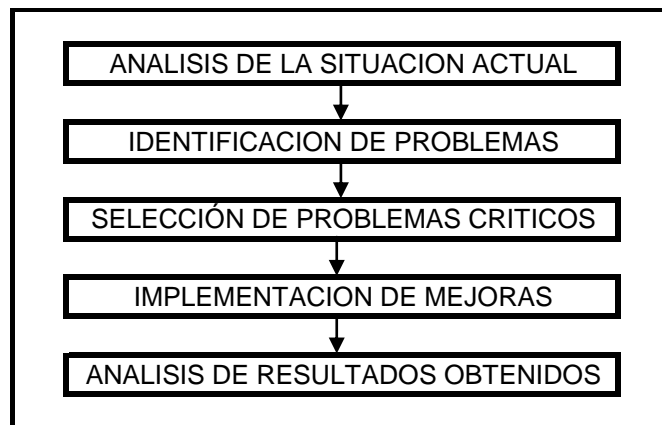 ANALISIS DE LA SITUACION ACTUAL
IDENTIFICACION DE PROBLEMAS
SELECCIÓN DE PROBLEMAS CRITICOS
IMPLEMENTACION DE MEJORAS
ANALISIS DE RESULTADOS OBTENIDOS